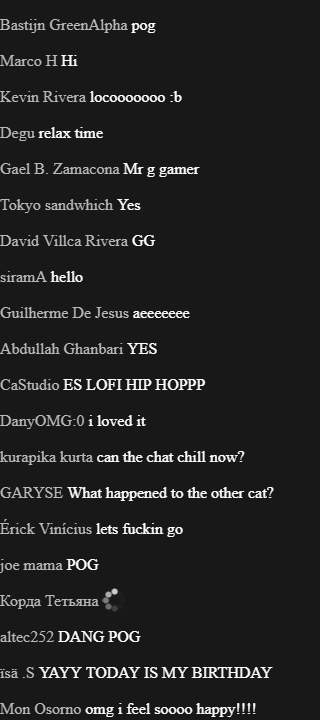 Bastijn GreenAlpha pog
Marco H Hi
Kevin Rivera locooooooo :b
Degu relax time
Gael B. Zamacona Mr g gamer
Tokyo sandwhich Yes
David Villca Rivera GG
siramA hello
Guilherme De Jesus aeeeeeee
Abdullah Ghanbari YES
CaStudio ES LOFI HIP HOPPP
DanyOMG:0 i loved it
kurapika kurta can the chat chill now?
GARYSE What happened to the other cat?
Érick Vinícius lets fuckin go
joe mama POG
Корда Тетьяна
altec252 DANG POG
ïsä .S YAYY TODAY IS MY BIRTHDAY
Mon Osorno omg i feel soooo happy!!!!